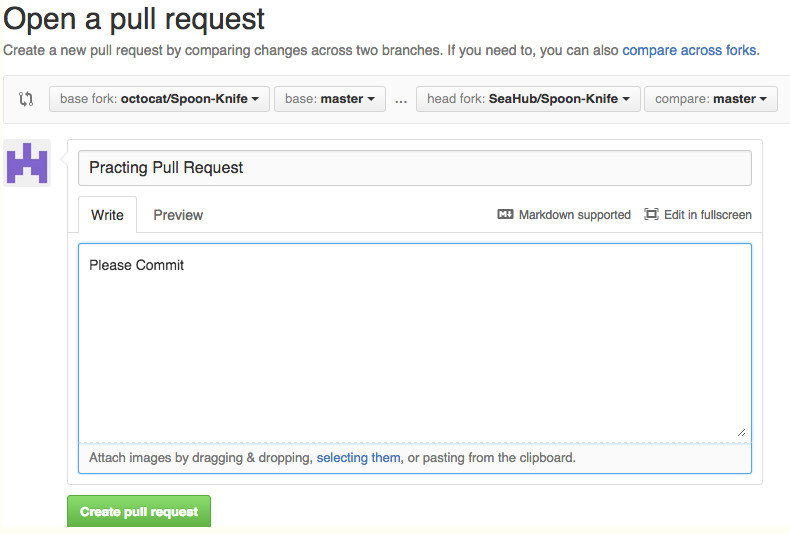 Open a pull request
Create a new pull request by comparing changes across two branches. If you need to, you can also compare across forks.
base fork: octocat/Spoon-Knife base: master ... head fork: SeaHub/Spoon-Knife compare: master
Practing Pull Request
Write Preview Markdown supported Edit in fullscreen
Please Commit
Attach images by dragging & dropping, selecting them, or pasting from the clipboard.
Create pull request